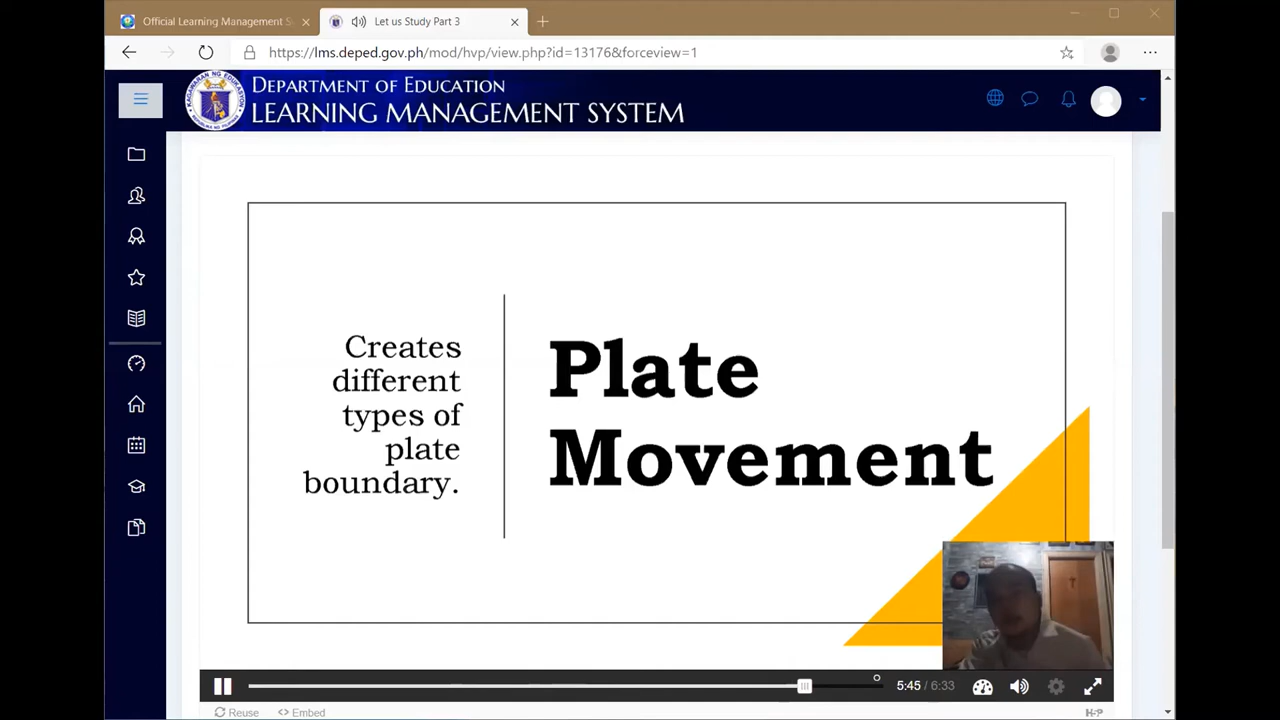 Official Learning Management S
Let us Study Part 3
https://lms.deped.gov.ph/mod/hvp/view.php?id=13176&forceview=1
DEPARTMENT OF EDUCATION
LEARNING MANAGEMENT SYSTEM
Creates
different
types of
plate
boundary.
Plate
Movement
5:45 / 6:33
Reuse
<> Embed
H-P